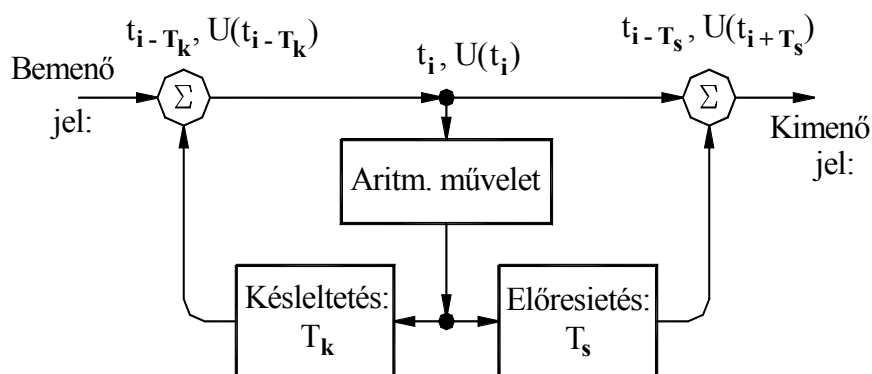 t_{i - T_k}, U(t_{i - T_k})
t_i, U(t_i)
t_{i - T_s}, U(t_{i + T_s})
Bemenő
jel:
Σ
Σ
Kimenő
jel:
Aritm. művelet
Késleltetés:
T_k
Előresietés:
T_s